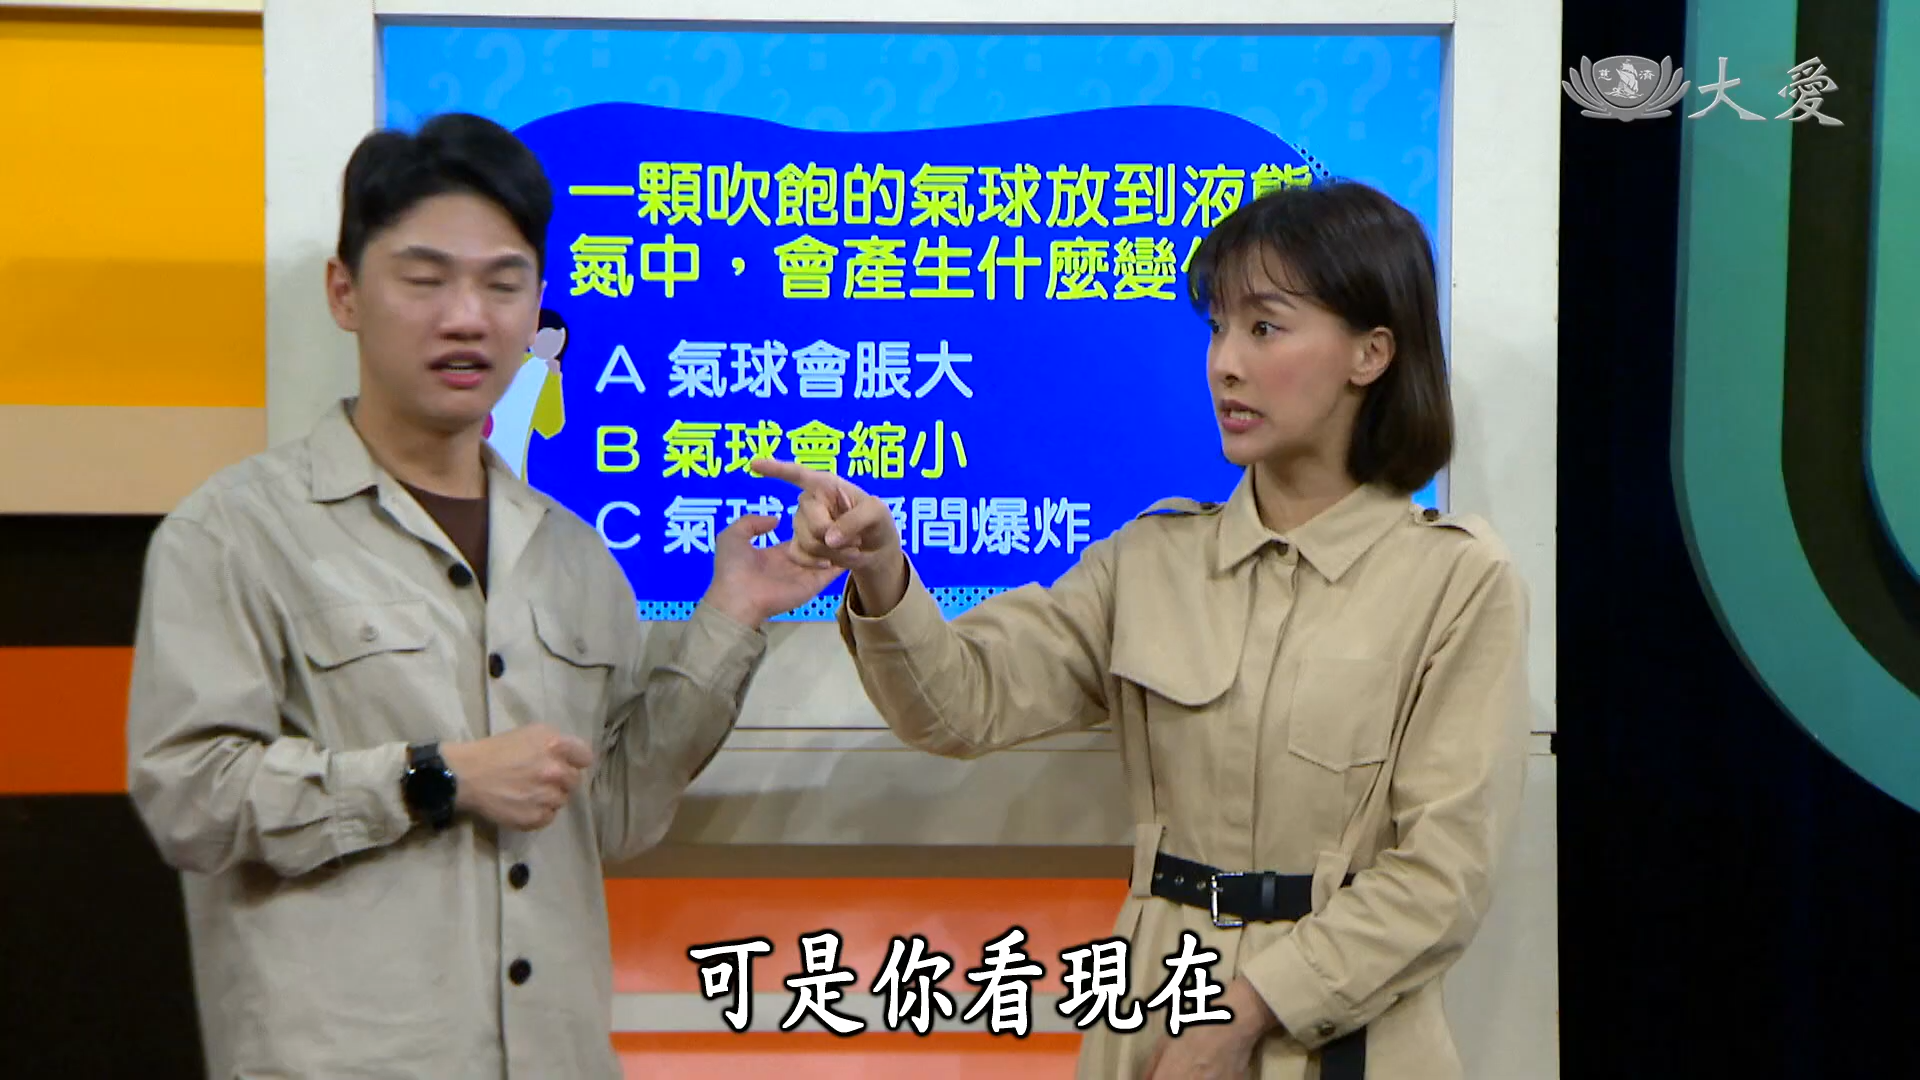 慈濟 大愛
一顆吹飽的氣球放到液態
氮中，會產生什麼變
A 氣球會脹大
B 氣球會縮小
C 氣球 間爆炸
可是你看現在